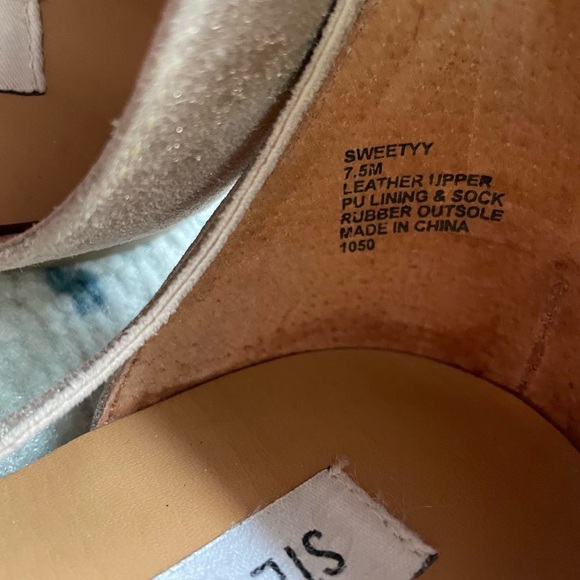 SWEETYY
7.5M
LEATHER UPPER
PU LINING & SOCK
RUBBER OUTSOLE
MADE IN CHINA
1050